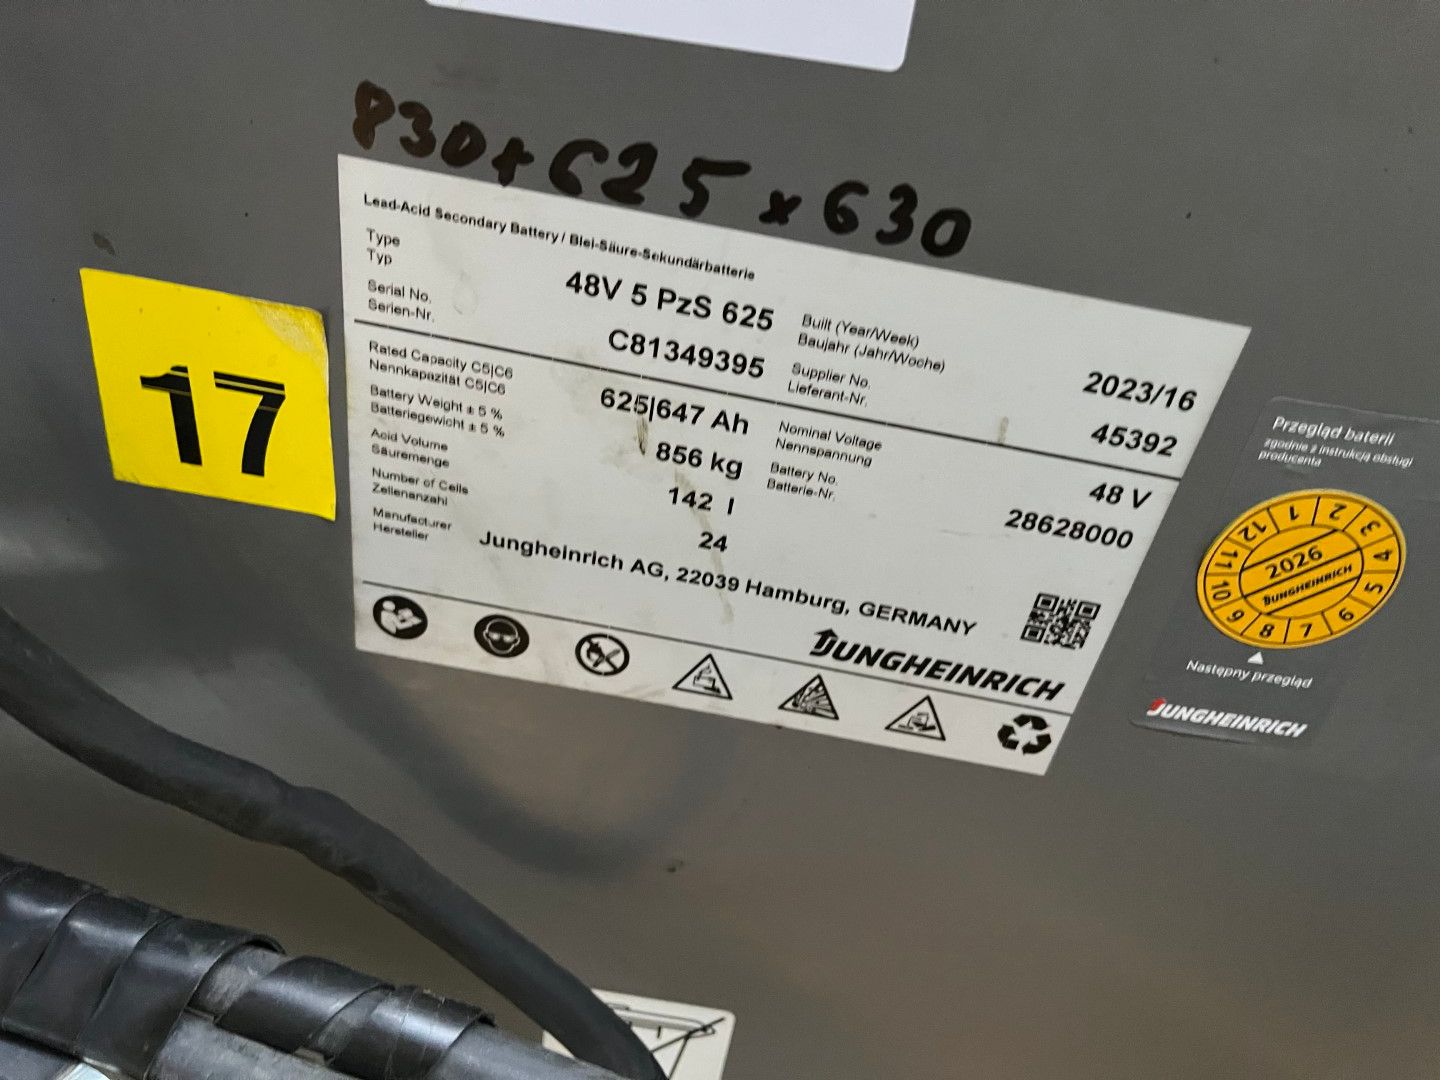 830x625x630
Lead-Acid Secondary Battery / Blei-Säure-Sekundärbatterie
Type
Typ
48V 5 PzS 625
Built (Year/Week)
Baujahr (Jahr/Woche)
2023/16
Serial No.
Serien-Nr.
C81349395
Supplier No.
Lieferant-Nr.
45392
Rated Capacity C5|C6
Nennkapazität C5|C6
625|647 Ah
Nominal Voltage
Nennspannung
48 V
Battery Weight ± 5 %
Batteriegewicht ± 5 %
856 kg
Battery No.
Batterie-Nr.
28628000
Acid Volume
Säuremenge
142 l
Number of Cells
Zellenanzahl
24
Manufacturer
Hersteller
Jungheinrich AG, 22039 Hamburg, GERMANY
JUNGHEINRICH
17
Przegląd baterii
zgodnie z instrukcją obsługi
producenta
1 2 3 4 5 6 7 8 9 10 11 12
2026
JUNGHEINRICH
Następny przegląd
JUNGHEINRICH